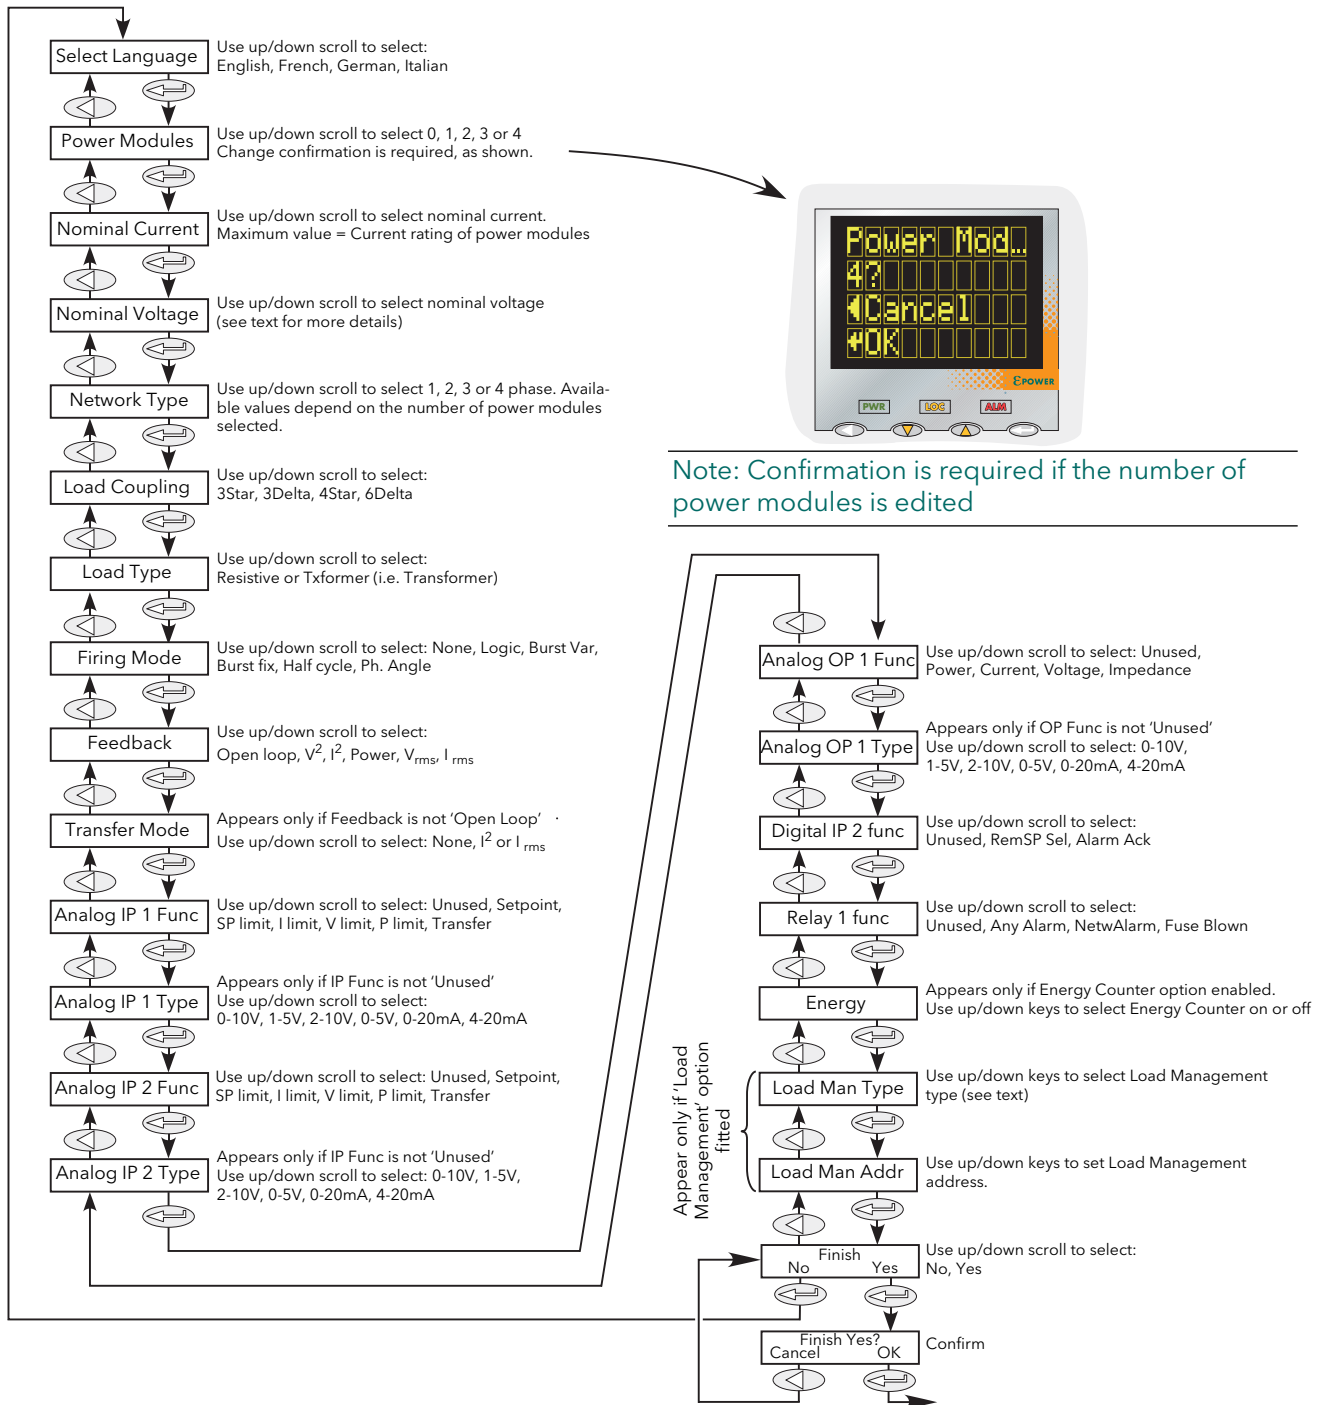 Select Language
Use up/down scroll to select:
English, French, German, Italian
Power Modules
Use up/down scroll to select 0, 1, 2, 3 or 4
Change confirmation is required, as shown.
Nominal Current
Use up/down scroll to select nominal current.
Maximum value = Current rating of power modules
Nominal Voltage
Use up/down scroll to select nominal voltage
(see text for more details)
Network Type
Use up/down scroll to select 1, 2, 3 or 4 phase. Availa-
ble values depend on the number of power modules
selected.
Load Coupling
Use up/down scroll to select:
3Star, 3Delta, 4Star, 6Delta
Load Type
Use up/down scroll to select:
Resistive or Txformer (i.e. Transformer)
Firing Mode
Use up/down scroll to select: None, Logic, Burst Var,
Burst fix, Half cycle, Ph. Angle
Feedback
Use up/down scroll to select:
Open loop, V², I², Power, Vrms, I rms
Transfer Mode
Appears only if Feedback is not ‘Open Loop’ ·
Use up/down scroll to select: None, I² or I rms
Analog IP 1 Func
Use up/down scroll to select: Unused, Setpoint,
SP limit, I limit, V limit, P limit, Transfer
Analog IP 1 Type
Appears only if IP Func is not ‘Unused’
Use up/down scroll to select:
0-10V, 1-5V, 2-10V, 0-5V, 0-20mA, 4-20mA
Analog IP 2 Func
Use up/down scroll to select: Unused, Setpoint,
SP limit, I limit, V limit, P limit, Transfer
Analog IP 2 Type
Appears only if IP Func is not ‘Unused’
Use up/down scroll to select: 0-10V, 1-5V,
2-10V, 0-5V, 0-20mA, 4-20mA
Power Mod...
4?
Cancel
OK
EPOWER
PWR
LOC
ALM
Note: Confirmation is required if the number of
power modules is edited
Analog OP 1 Func
Use up/down scroll to select: Unused,
Power, Current, Voltage, Impedance
Analog OP 1 Type
Appears only if OP Func is not ‘Unused’
Use up/down scroll to select: 0-10V,
1-5V, 2-10V, 0-5V, 0-20mA, 4-20mA
Digital IP 2 func
Use up/down scroll to select:
Unused, RemSP Sel, Alarm Ack
Relay 1 func
Use up/down scroll to select:
Unused, Any Alarm, NetwAlarm, Fuse Blown
Energy
Appears only if Energy Counter option enabled.
Use up/down keys to select Energy Counter on or off
Appear only if ‘Load
Management’ option
fitted
Load Man Type
Use up/down keys to select Load Management
type (see text)
Load Man Addr
Use up/down keys to set Load Management
address.
Finish
No Yes
Use up/down scroll to select:
No, Yes
Finish Yes?
Cancel OK
Confirm